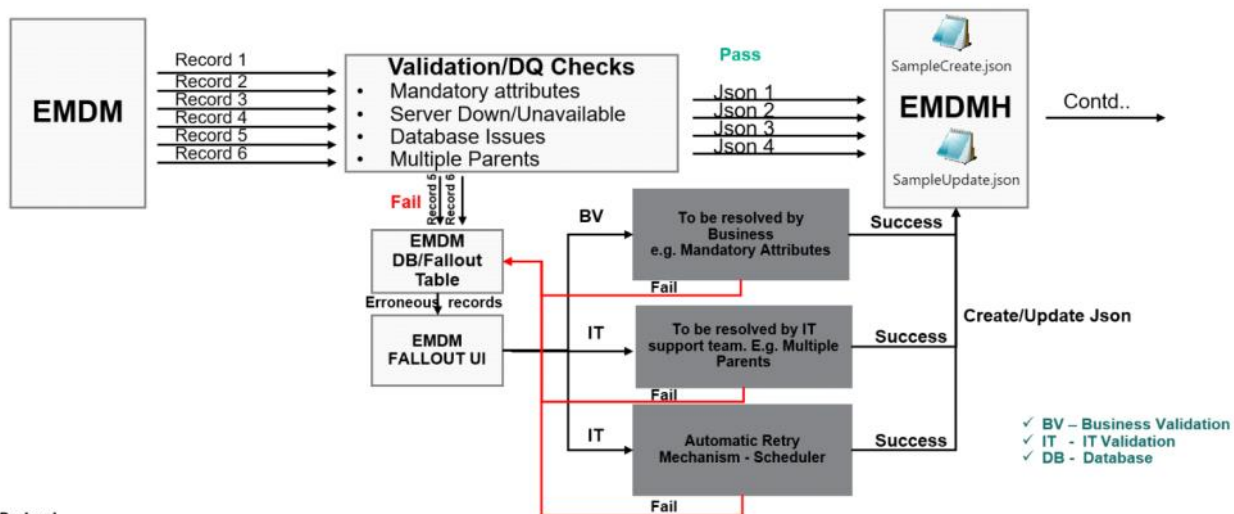 EMDM
Record 1
Record 2
Record 3
Record 4
Record 5
Record 6
Validation/DQ Checks
• Mandatory attributes
• Server Down/Unavailable
• Database Issues
• Multiple Parents
Pass
Json 1
Json 2
Json 3
Json 4
SampleCreate.json
EMDMH
SampleUpdate.json
Contd..
Fail
Record 5
Record 6
EMDM
DB/Fallout
Table
Erroneous records
EMDM
FALLOUT UI
BV
To be resolved by
Business
e.g. Mandatory Attributes
Success
Fail
IT
To be resolved by IT
support team. E.g. Multiple
Parents
Success
Fail
IT
Automatic Retry
Mechanism - Scheduler
Success
Fail
Create/Update Json
✓ BV – Business Validation
✓ IT - IT Validation
✓ DB - Database